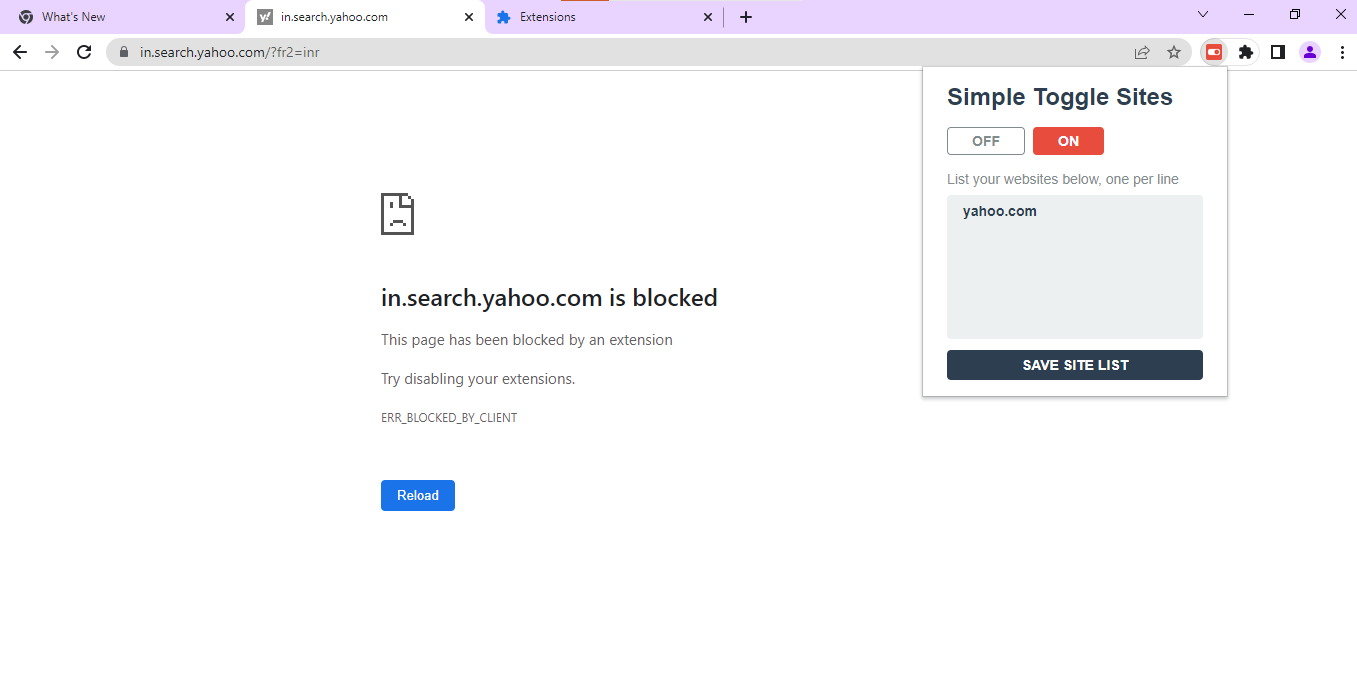 What's New
in.search.yahoo.com
Extensions
in.search.yahoo.com/?fr2=inr
Simple Toggle Sites
OFF
ON
List your websites below, one per line
yahoo.com
SAVE SITE LIST
in.search.yahoo.com is blocked
This page has been blocked by an extension
Try disabling your extensions.
ERR_BLOCKED_BY_CLIENT
Reload